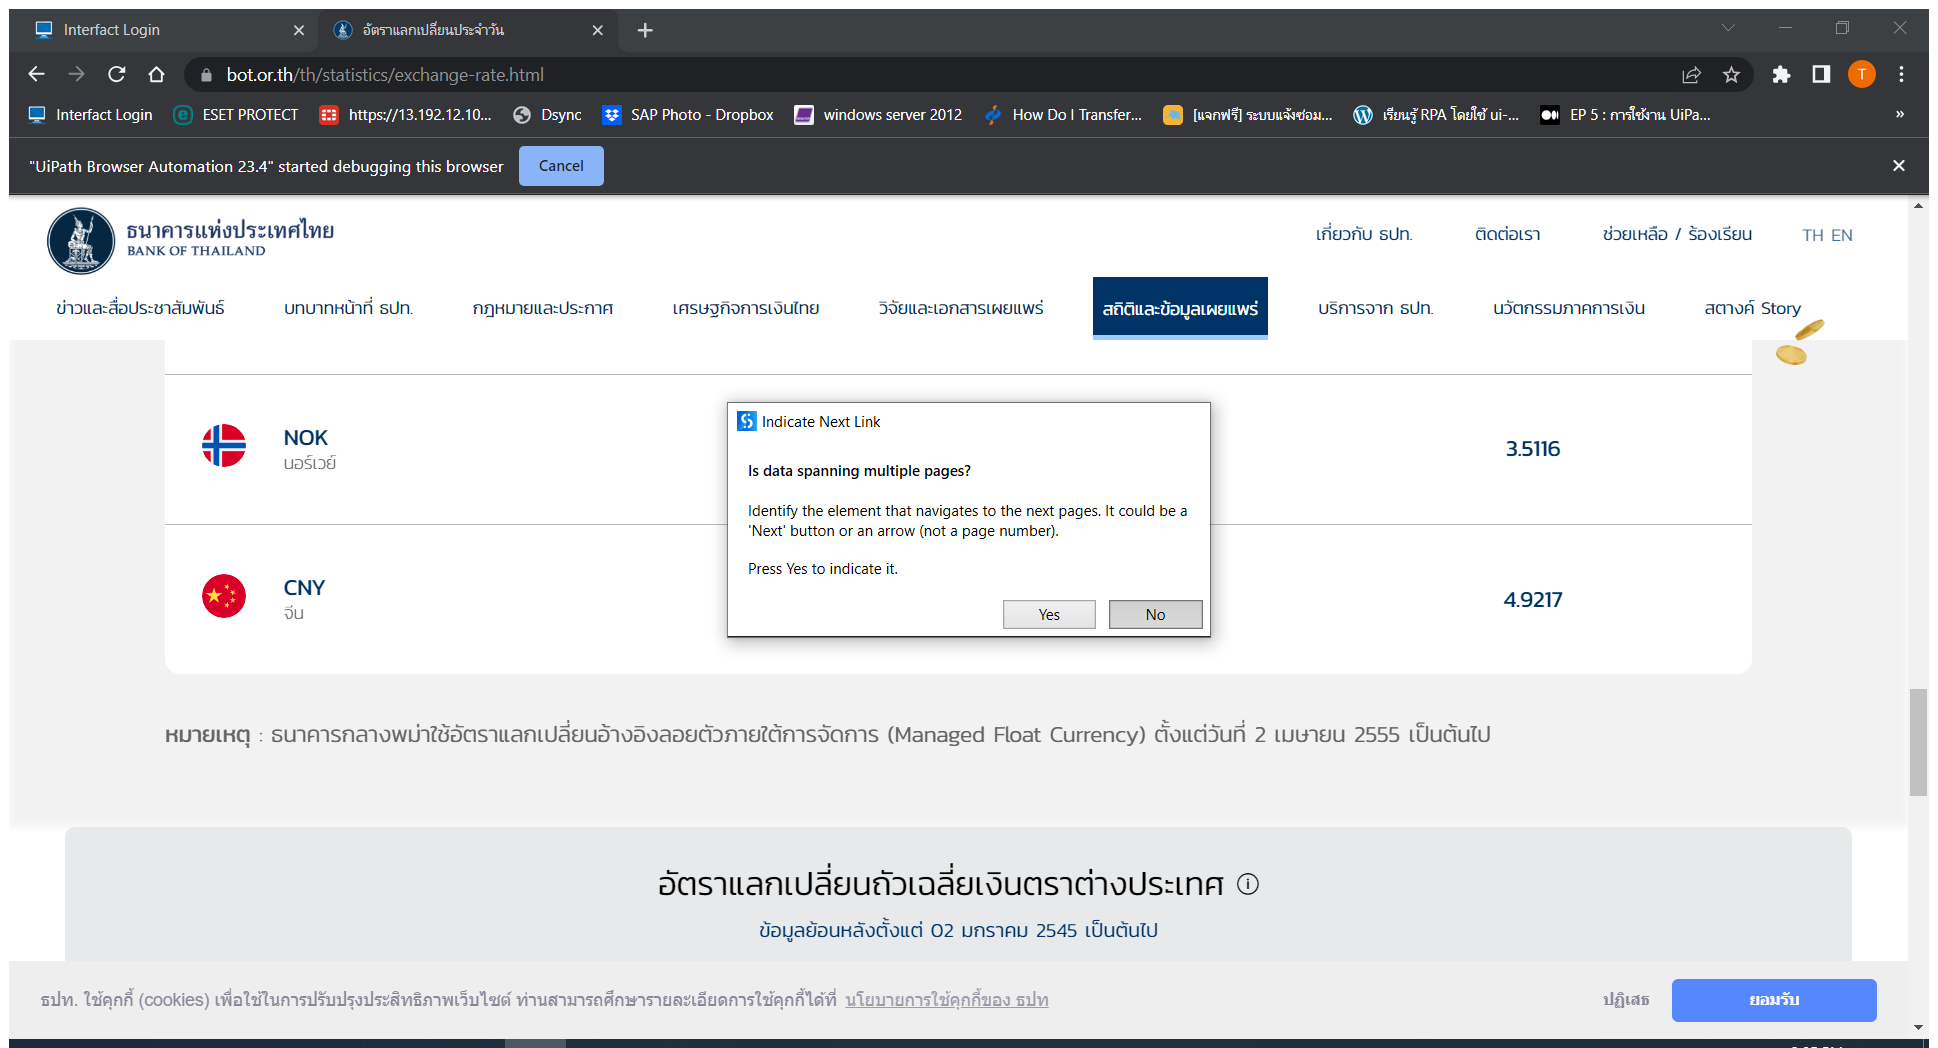 Interfact Login
อัตราแลกเปลี่ยนประจำวัน
bot.or.th/th/statistics/exchange-rate.html
T
Interfact Login
ESET PROTECT
https://13.192.12.10...
Dsync
SAP Photo - Dropbox
windows server 2012
How Do I Transfer...
[แจกฟรี] ระบบแจ้งซ่อม...
เรียนรู้ RPA โดยใช้ ui-...
EP 5 : การใช้งาน UiPa...
»
"UiPath Browser Automation 23.4" started debugging this browser
Cancel
ธนาคารแห่งประเทศไทย
BANK OF THAILAND
เกี่ยวกับ ธปท.
ติดต่อเรา
ช่วยเหลือ / ร้องเรียน
TH EN
ข่าวและสื่อประชาสัมพันธ์
บทบาทหน้าที่ ธปท.
กฎหมายและประกาศ
เศรษฐกิจการเงินไทย
วิจัยและเอกสารเผยแพร่
สถิติและข้อมูลเผยแพร่
บริการจาก ธปท.
นวัตกรรมภาคการเงิน
สตางค์ Story
NOK
นอร์เวย์
3.5116
Indicate Next Link
Is data spanning multiple pages?
Identify the element that navigates to the next pages. It could be a
'Next' button or an arrow (not a page number).
Press Yes to indicate it.
Yes
No
CNY
จีน
4.9217
หมายเหตุ : ธนาคารกลางพม่าใช้อัตราแลกเปลี่ยนอ้างอิงลอยตัวภายใต้การจัดการ (Managed Float Currency) ตั้งแต่วันที่ 2 เมษายน 2555 เป็นต้นไป
อัตราแลกเปลี่ยนถัวเฉลี่ยเงินตราต่างประเทศ
ข้อมูลย้อนหลังตั้งแต่ 02 มกราคม 2545 เป็นต้นไป
ธปท. ใช้คุกกี้ (cookies) เพื่อใช้ในการปรับปรุงประสิทธิภาพเว็บไซต์ ท่านสามารถศึกษารายละเอียดการใช้คุกกี้ได้ที่ นโยบายการใช้คุกกี้ของ ธปท
ปฏิเสธ
ยอมรับ